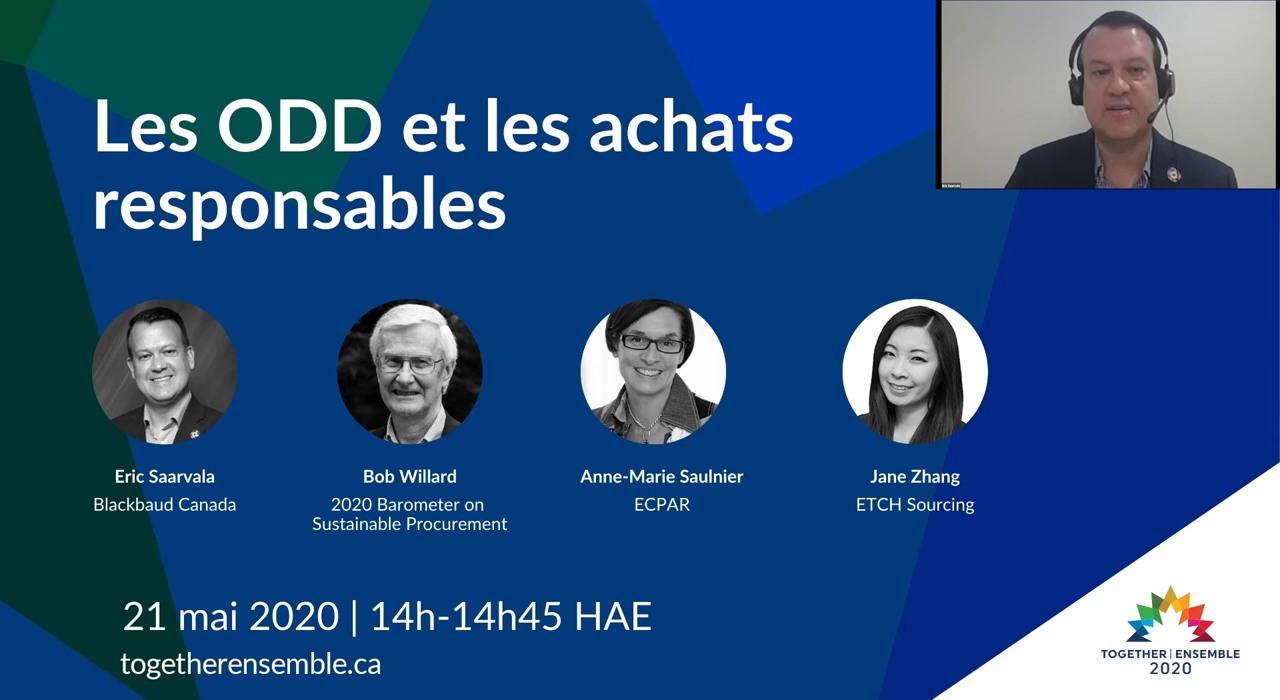 Les ODD et les achats
responsables
Eric Saarvala
Blackbaud Canada
Bob Willard
2020 Barometer on
Sustainable Procurement
Anne-Marie Saulnier
ECPAR
Jane Zhang
ETCH Sourcing
21 mai 2020 | 14h-14h45 HAE
togetherensemble.ca
TOGETHER | ENSEMBLE
2020